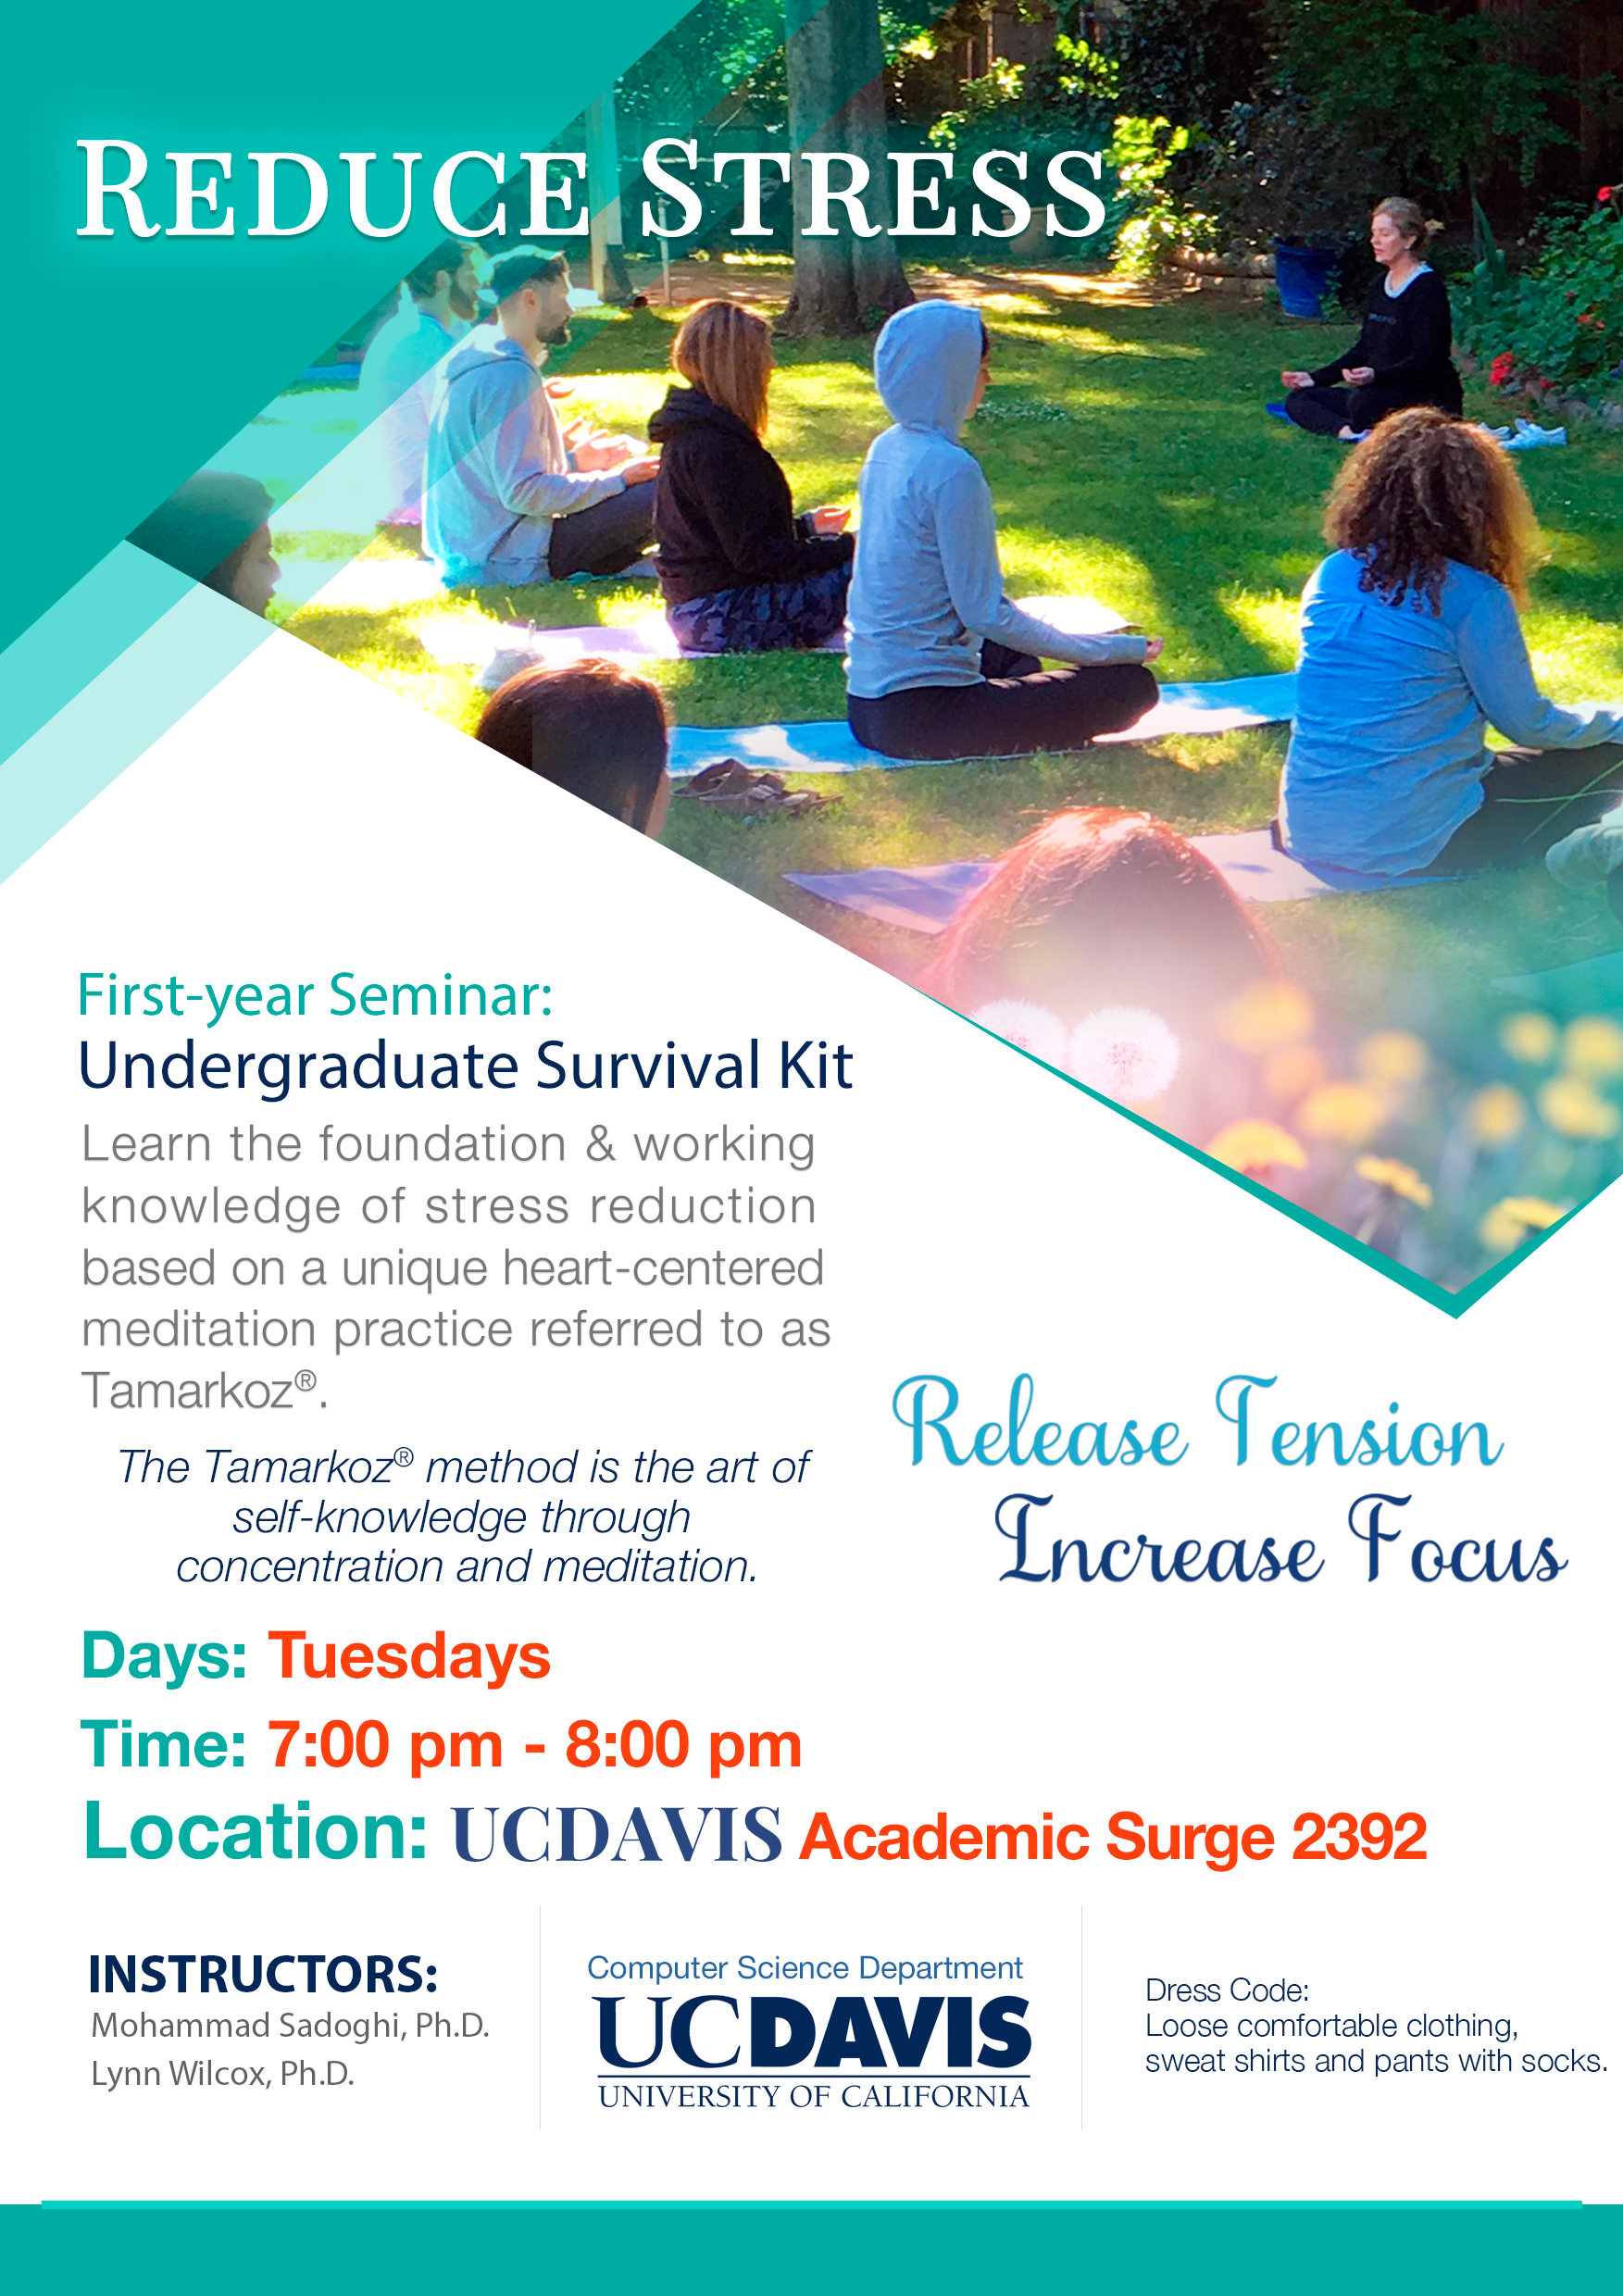 REDUCE STRESS
First-year Seminar:
Undergraduate Survival Kit
Learn the foundation & working
knowledge of stress reduction
based on a unique heart-centered
meditation practice referred to as
Tamarkoz®.
The Tamarkoz® method is the art of
self-knowledge through
concentration and meditation.
Release Tension
Increase Focus
Days: Tuesdays
Time: 7:00 pm - 8:00 pm
Location: UCDAVIS Academic Surge 2392
INSTRUCTORS:
Mohammad Sadoghi, Ph.D.
Lynn Wilcox, Ph.D.
Computer Science Department
UCDAVIS
UNIVERSITY OF CALIFORNIA
Dress Code:
Loose comfortable clothing,
sweat shirts and pants with socks.